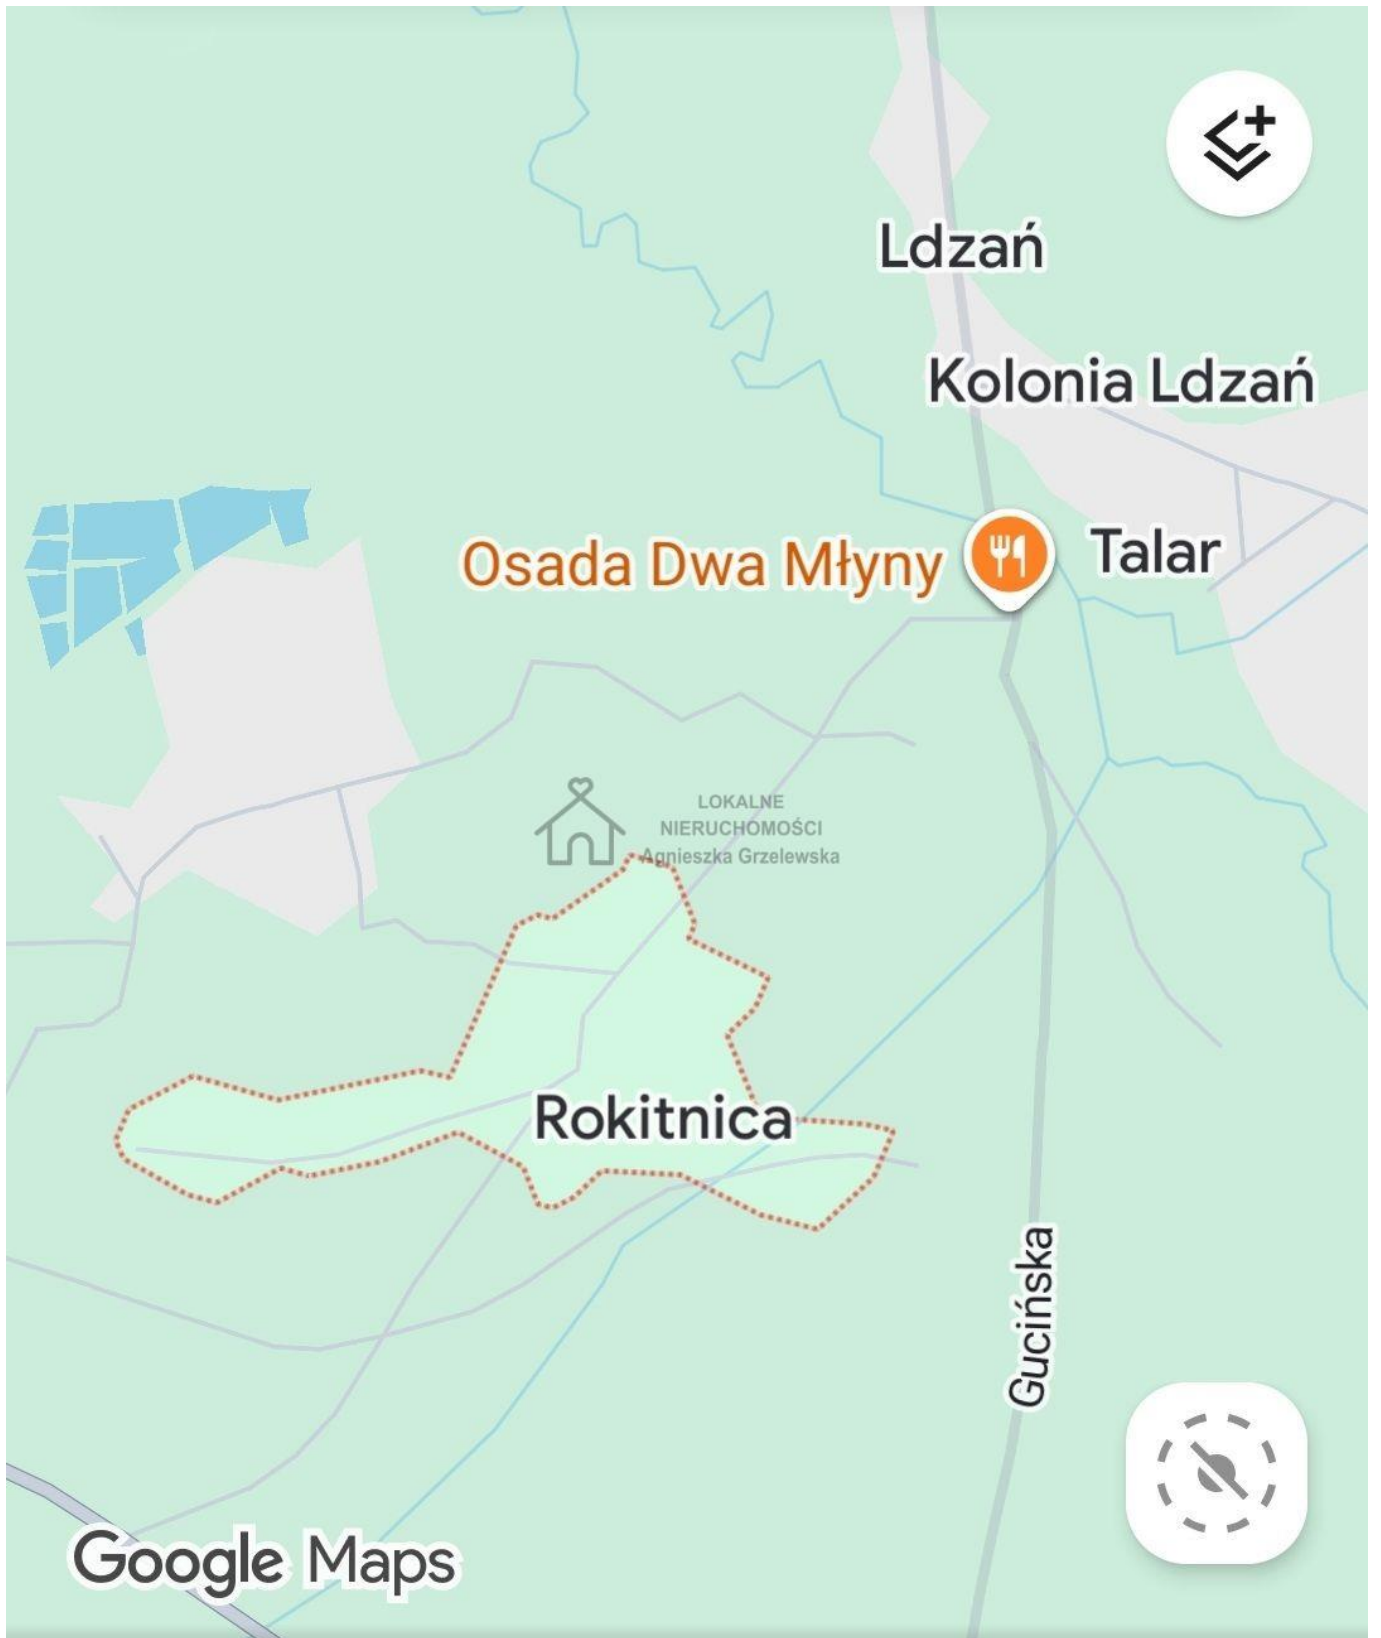 Ldzań
Kolonia Ldzań
Osada Dwa Młyny
Talar
LOKALNE
NIERUCHOMOŚCI
Agnieszka Grzelewska
Rokitnica
Gucińska
Google Maps